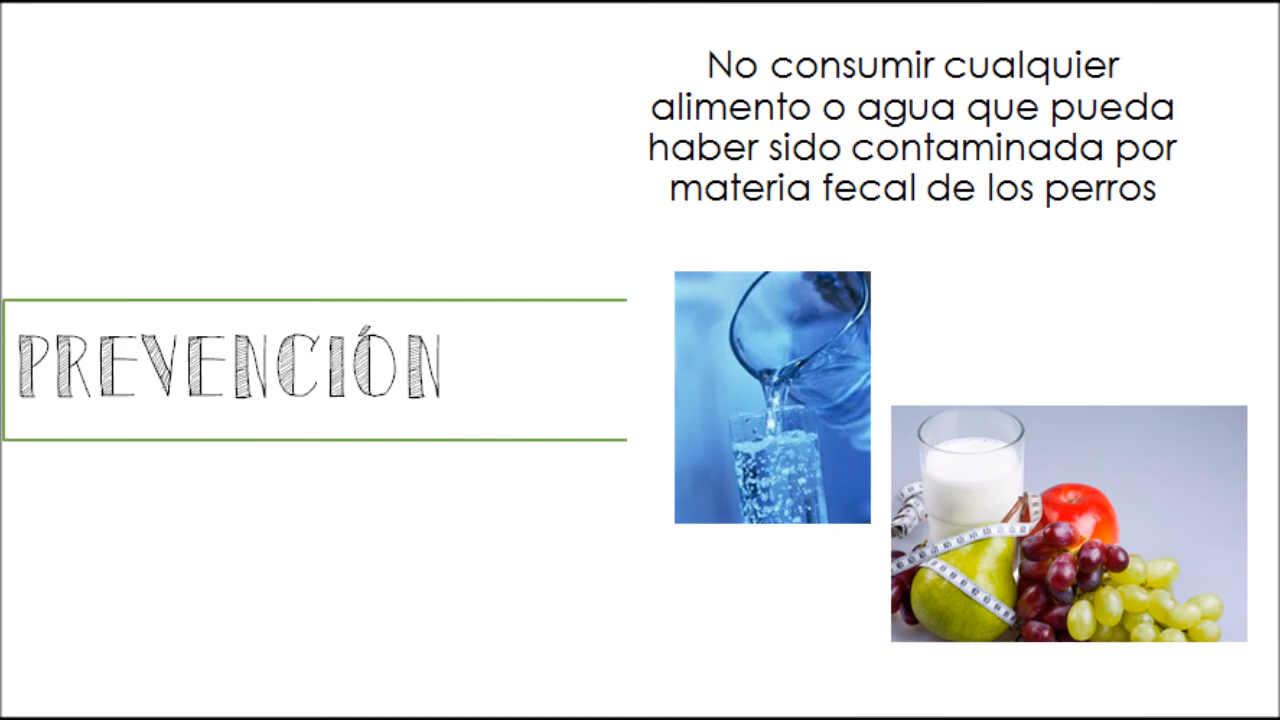 No consumir cualquier
alimento o agua que pueda
haber sido contaminada por
materia fecal de los perros
PREVENCIÓN